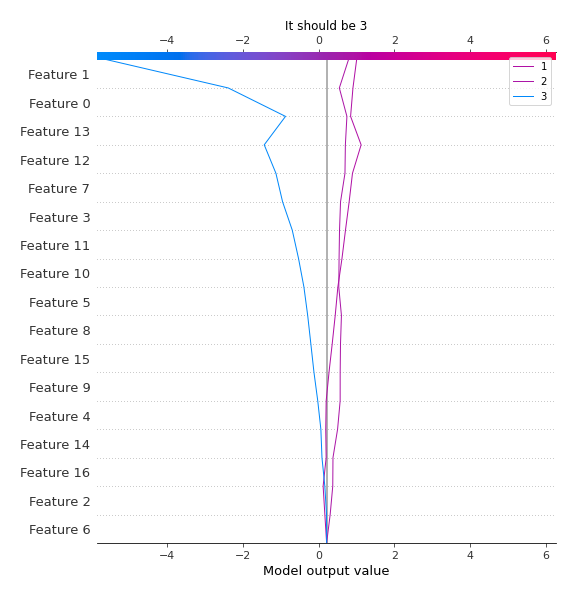 It should be 3
−4 −2 0 2 4 6
1
2
3
Feature 1
Feature 0
Feature 13
Feature 12
Feature 7
Feature 3
Feature 11
Feature 10
Feature 5
Feature 8
Feature 15
Feature 9
Feature 4
Feature 14
Feature 16
Feature 2
Feature 6
−4 −2 0 2 4 6
Model output value